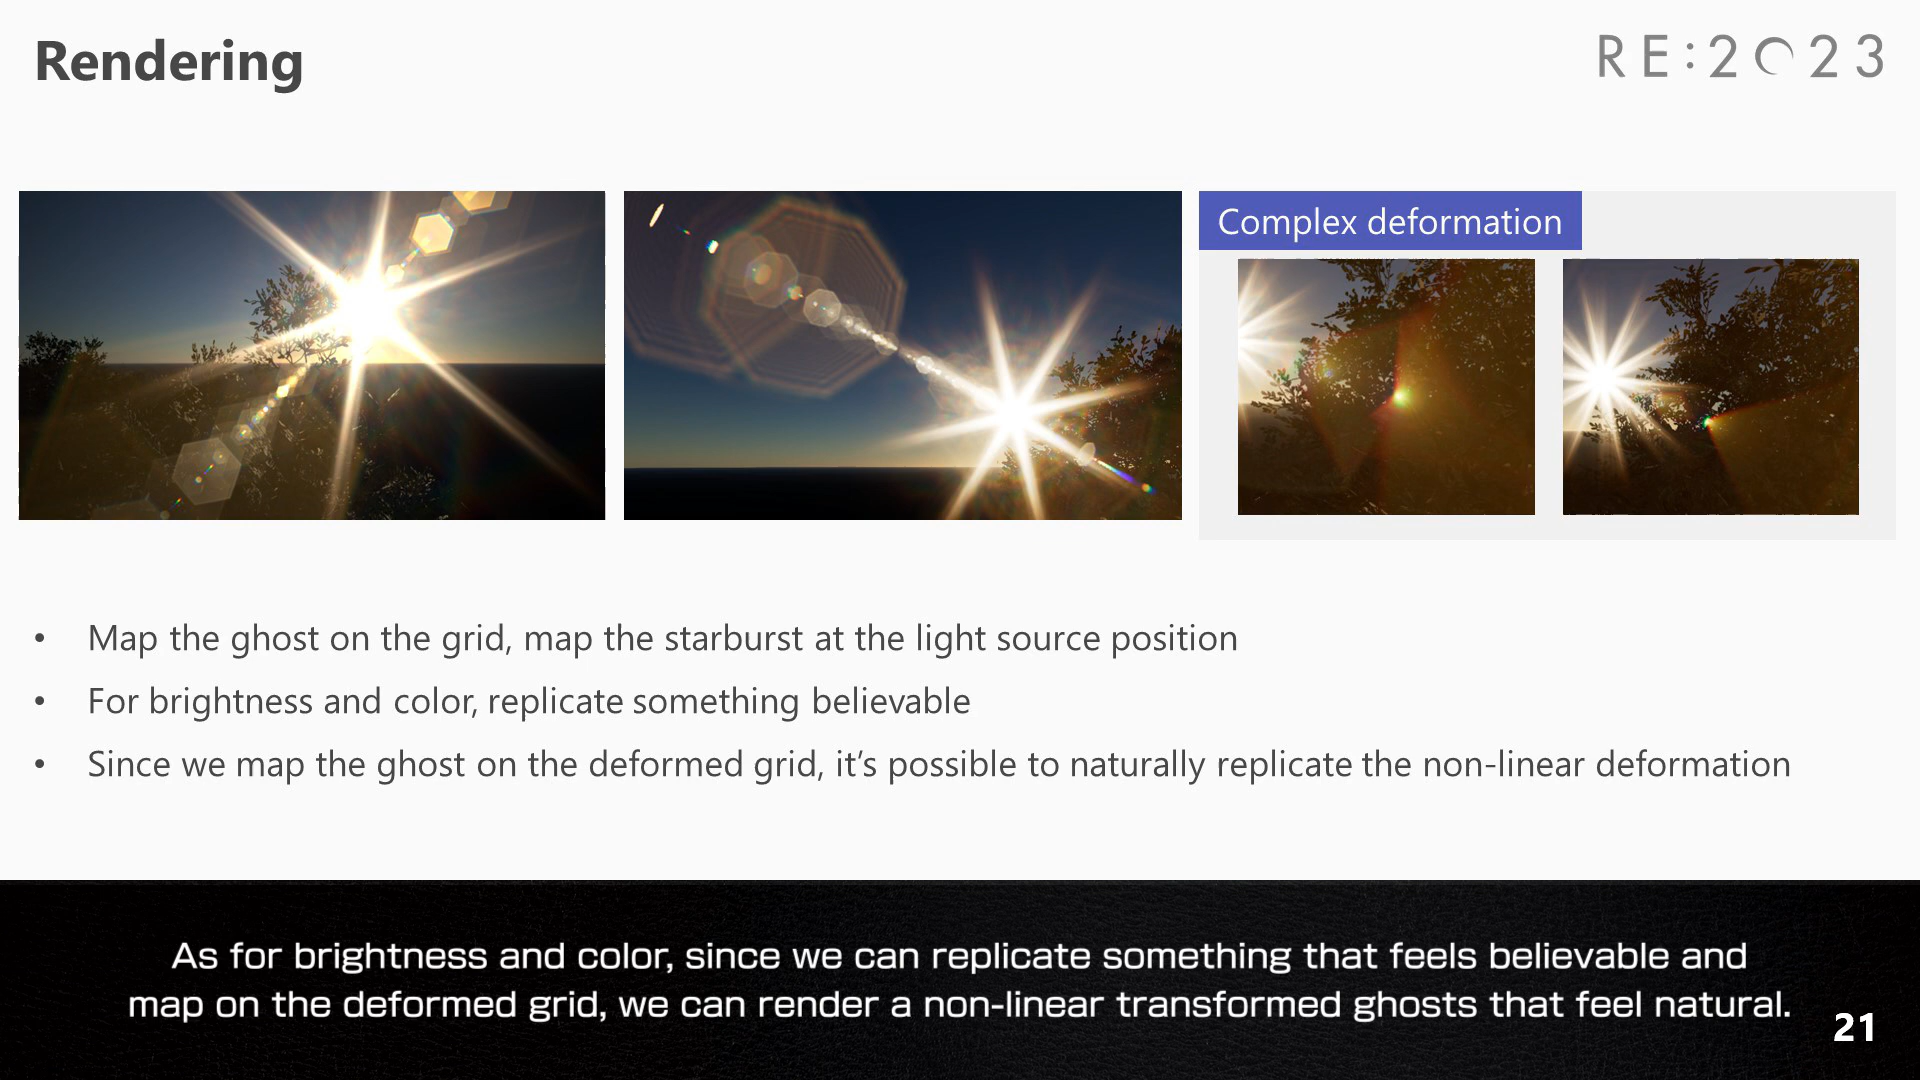 Rendering
RE:2023
Complex deformation
• Map the ghost on the grid, map the starburst at the light source position
• For brightness and color, replicate something believable
• Since we map the ghost on the deformed grid, it’s possible to naturally replicate the non-linear deformation
As for brightness and color, since we can replicate something that feels believable and
map on the deformed grid, we can render a non-linear transformed ghosts that feel natural.
21